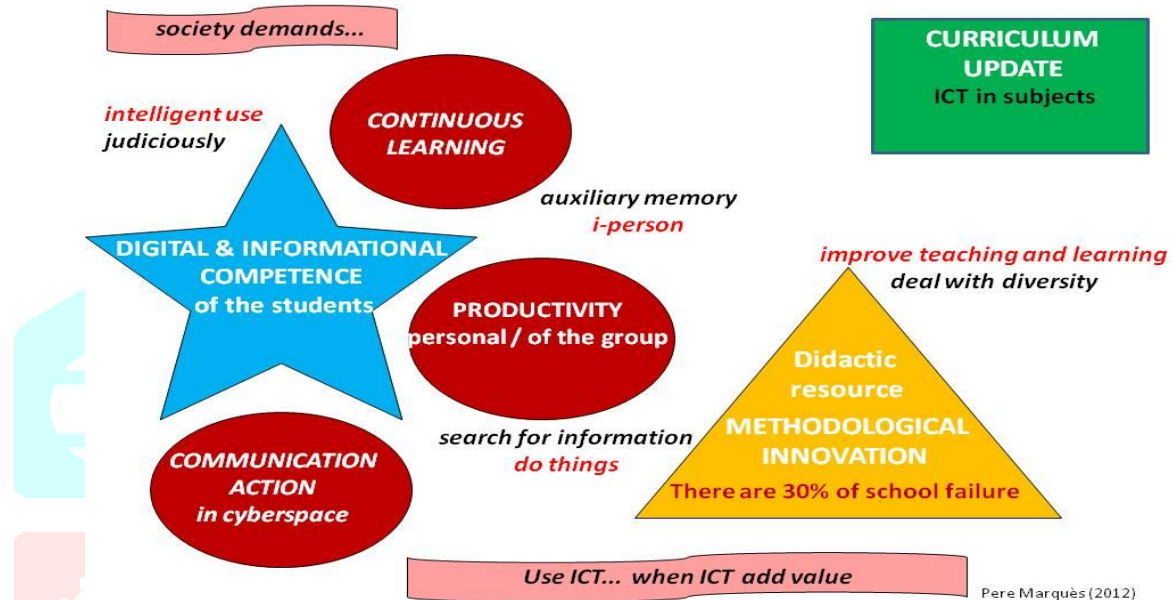 society demands...
CURRICULUM
UPDATE
ICT in subjects
intelligent use
judiciously
CONTINUOUS
LEARNING
auxiliary memory
i-person
DIGITAL & INFORMATIONAL
COMPETENCE
of the students
improve teaching and learning
deal with diversity
PRODUCTIVITY
personal / of the group
Didactic
resource
METHODOLOGICAL
INNOVATION
There are 30% of school failure
search for information
do things
COMMUNICATION
ACTION
in cyberspace
Use ICT... when ICT add value
Pere Marquès (2012)